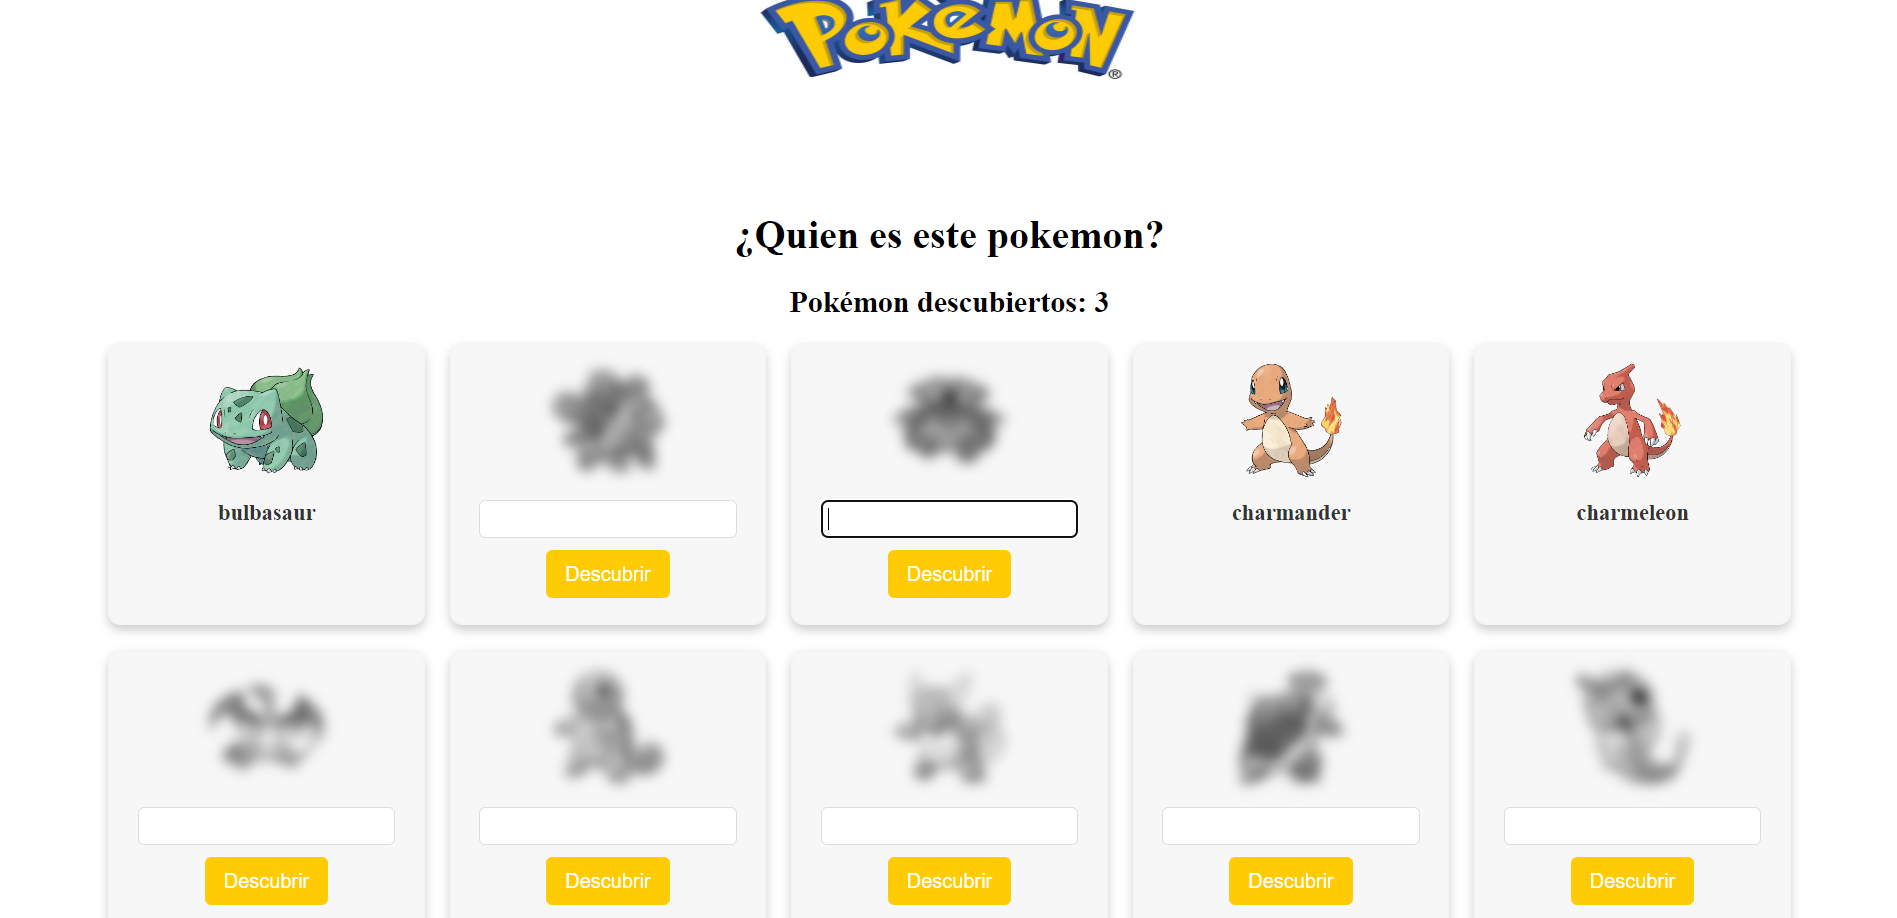 POKéMON®
¿Quien es este pokemon?
Pokémon descubiertos: 3
bulbasaur
Descubrir
Descubrir
charmander
charmeleon
Descubrir
Descubrir
Descubrir
Descubrir
Descubrir